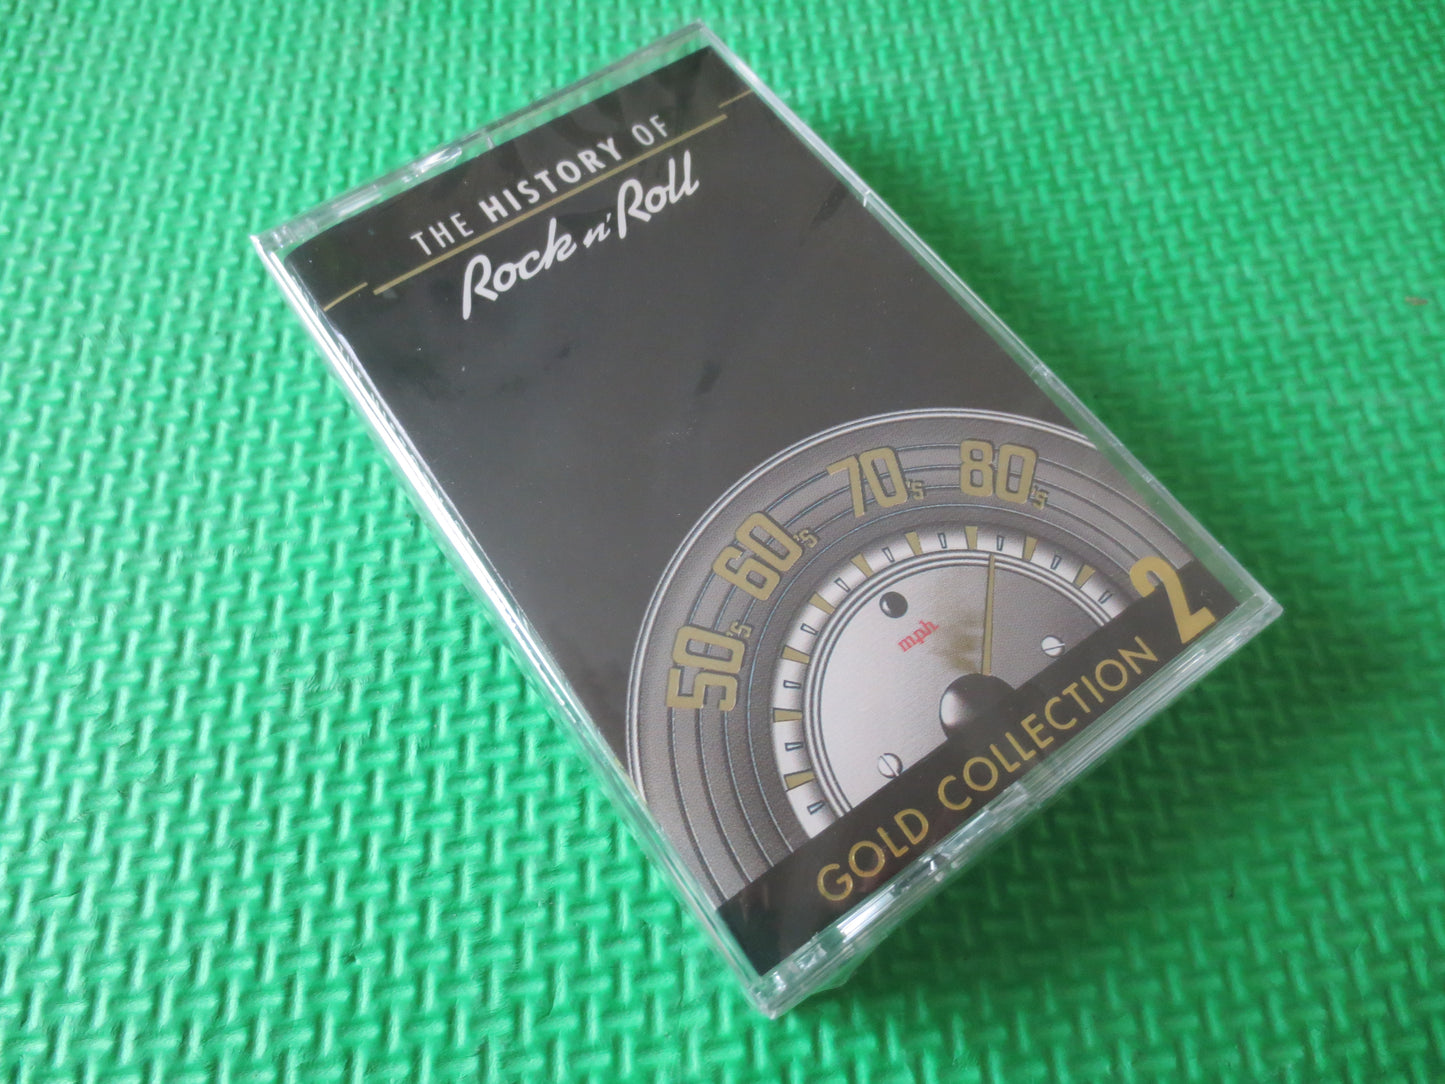 THE HISTORY OF
Rock n' Roll
50's 60's 70's 80's
mph
GOLD COLLECTION 2